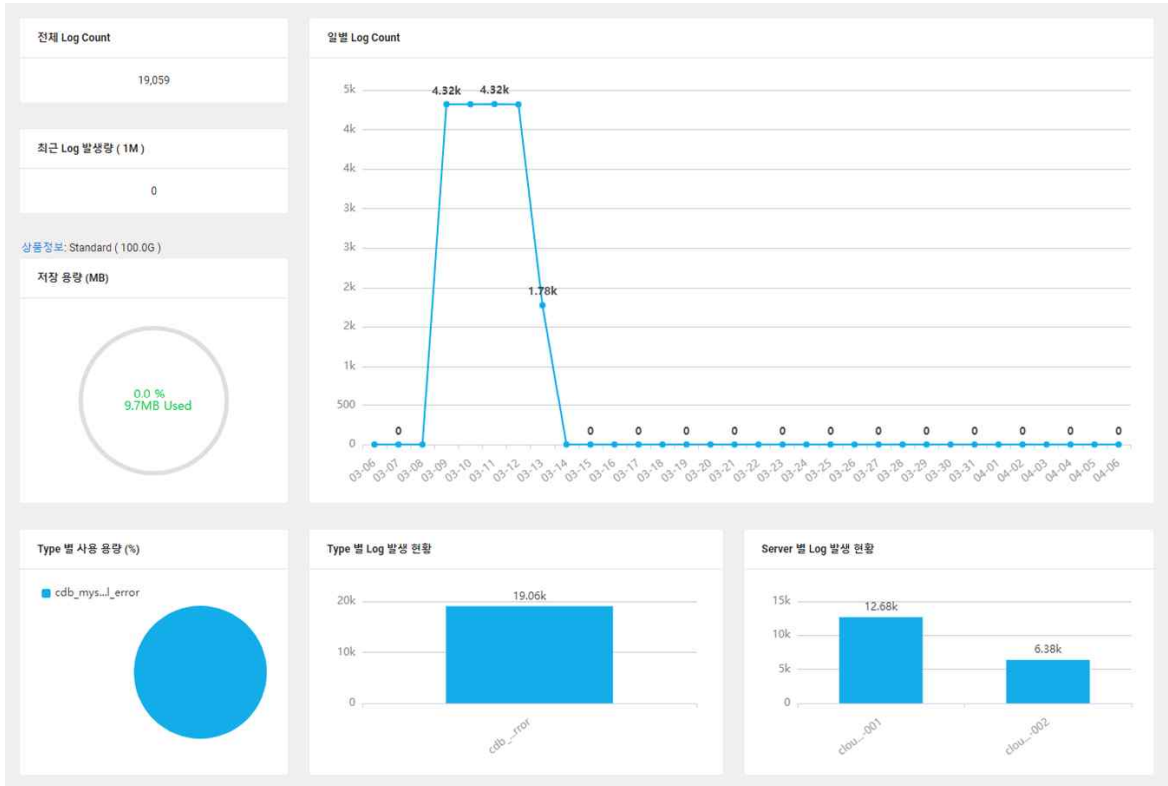 전체 Log Count
19,059
최근 Log 발생량 ( 1M )
0
상품정보: Standard ( 100.0G )
저장 용량 (MB)
0.0 %
9.7MB Used
일별 Log Count
5k
4k
4k
3k
3k
2k
2k
1k
500
0
4.32k 4.32k
1.78k
0 0 0 0 0 0 0 0 0 0 0 0 0
03-06 03-07 03-08 03-09 03-10 03-11 03-12 03-13 03-14 03-15 03-16 03-17 03-18 03-19 03-20 03-21 03-22 03-23 03-24 03-25 03-26 03-27 03-28 03-29 03-30 03-31 04-01 04-02 04-03 04-04 04-05 04-06
Type 별 사용 용량 (%)
cdb_mys...l_error
Type 별 Log 발생 현황
20k
10k
0
19.06k
cdb_...rror
Server 별 Log 발생 현황
15k
10k
5k
0
12.68k
6.38k
clou...-001
clou...-002